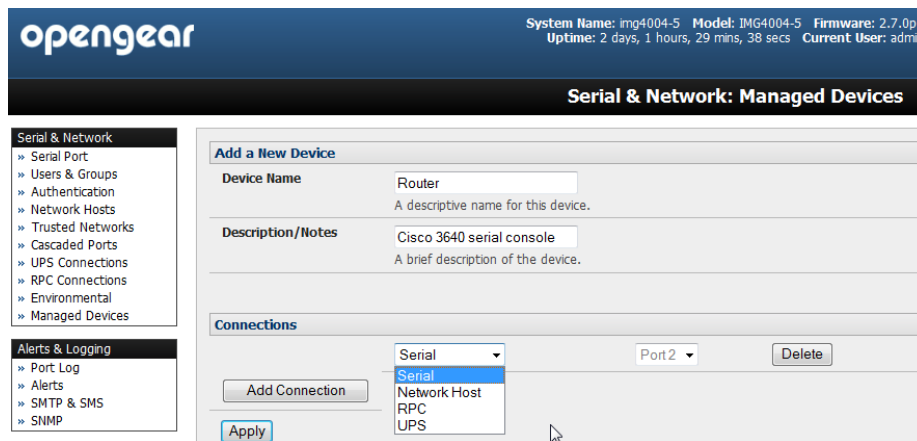 opengear
System Name: img4004-5 Model: IMG4004-5 Firmware: 2.7.0p
Uptime: 2 days, 1 hours, 29 mins, 38 secs Current User: admi
Serial & Network: Managed Devices
Serial & Network
» Serial Port
» Users & Groups
» Authentication
» Network Hosts
» Trusted Networks
» Cascaded Ports
» UPS Connections
» RPC Connections
» Environmental
» Managed Devices
Alerts & Logging
» Port Log
» Alerts
» SMTP & SMS
» SNMP
Add a New Device
Device Name
Router
A descriptive name for this device.
Description/Notes
Cisco 3640 serial console
A brief description of the device.
Connections
Serial Port 2 Delete
Serial
Network Host
RPC
UPS
Add Connection
Apply